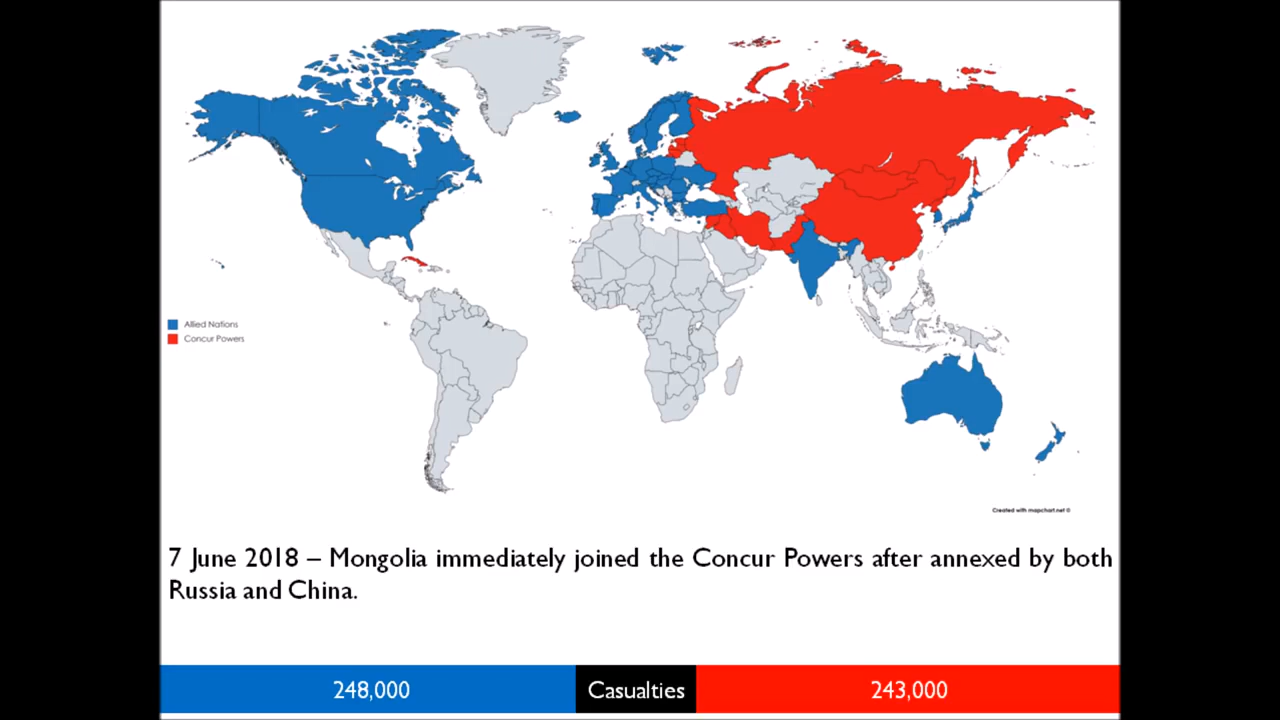 Allied Nations
Concur Powers
Created with mapchart.net ©
7 June 2018 – Mongolia immediately joined the Concur Powers after annexed by both
Russia and China.
248,000 Casualties 243,000